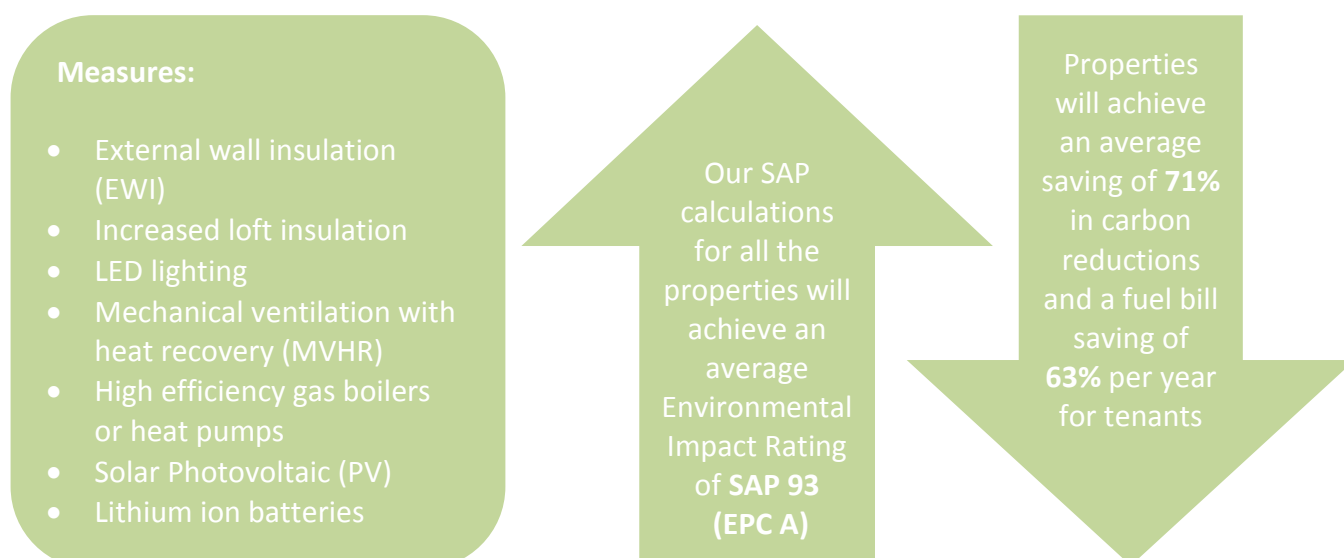 Measures:
• External wall insulation
(EWI)
• Increased loft insulation
• LED lighting
• Mechanical ventilation with
heat recovery (MVHR)
• High efficiency gas boilers
or heat pumps
• Solar Photovoltaic (PV)
• Lithium ion batteries
Our SAP
calculations
for all the
properties will
achieve an
average
Environmental
Impact Rating
of SAP 93
(EPC A)
Properties
will achieve
an average
saving of 71%
in carbon
reductions
and a fuel bill
saving of
63% per year
for tenants